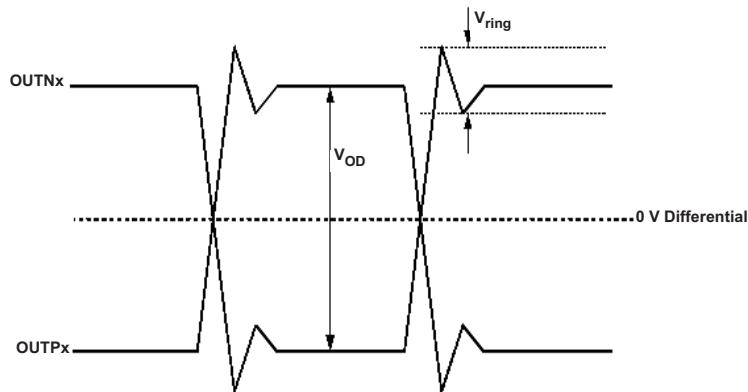 Vring
OUTNx
VOD
0 V Differential
OUTPx